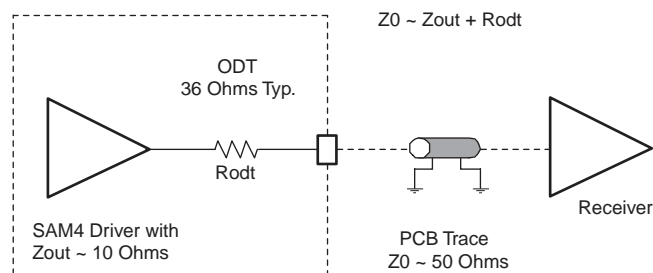 Z0 ~ Zout + Rodt
ODT
36 Ohms Typ.
Rodt
Receiver
SAM4 Driver with
Zout ~ 10 Ohms
PCB Trace
Z0 ~ 50 Ohms